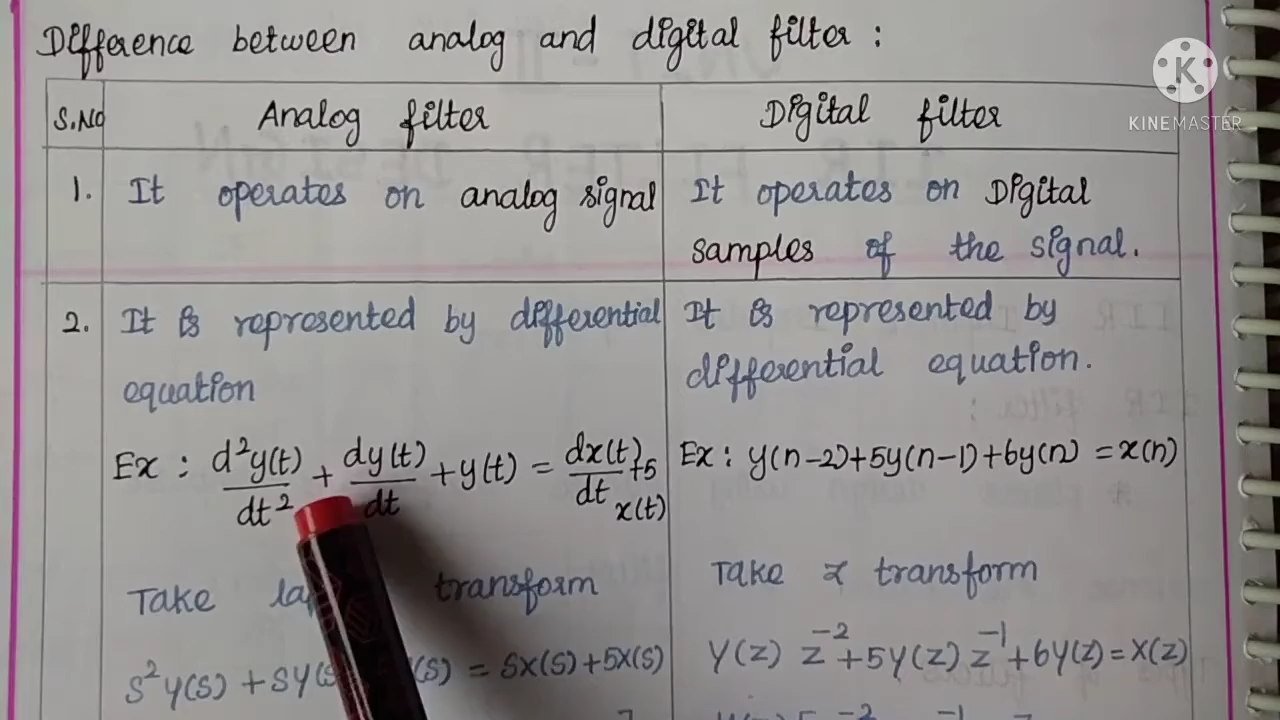 Difference between analog and digital filter :
KINEMASTER
S.NO Analog filter Digital filter
1. It operates on analog signal
It operates on Digital
samples of the signal.
2. It is represented by differential
equation
Ex : d²y(t)/dt² + dy(t)/dt + y(t) = dx(t)/dt +5
x(t)
Take transform
s²Y(S) + SY( (S) = SX(S) + 5X(S)
It is represented by
differential equation.
Ex : y(n-2)+5y(n-1)+6y(n) = x(n)
Take z transform
Y(z) z⁻²+5Y(z) z⁻¹+6Y(z)=X(z)